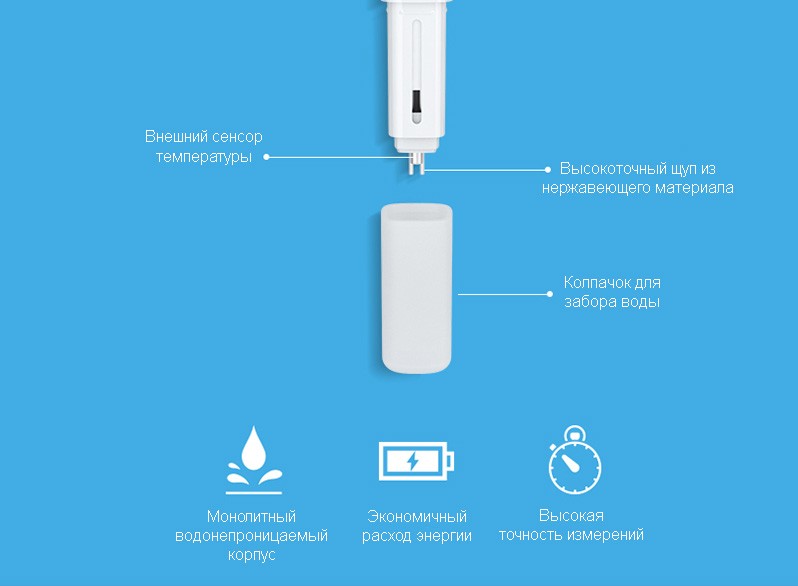 Внешний сенсор
температуры
Высокоточный щуп из
нержавеющего материала
Колпачок для
забора воды
Монолитный
водонепроницаемый
корпус
Экономичный
расход энергии
Высокая
точность измерений